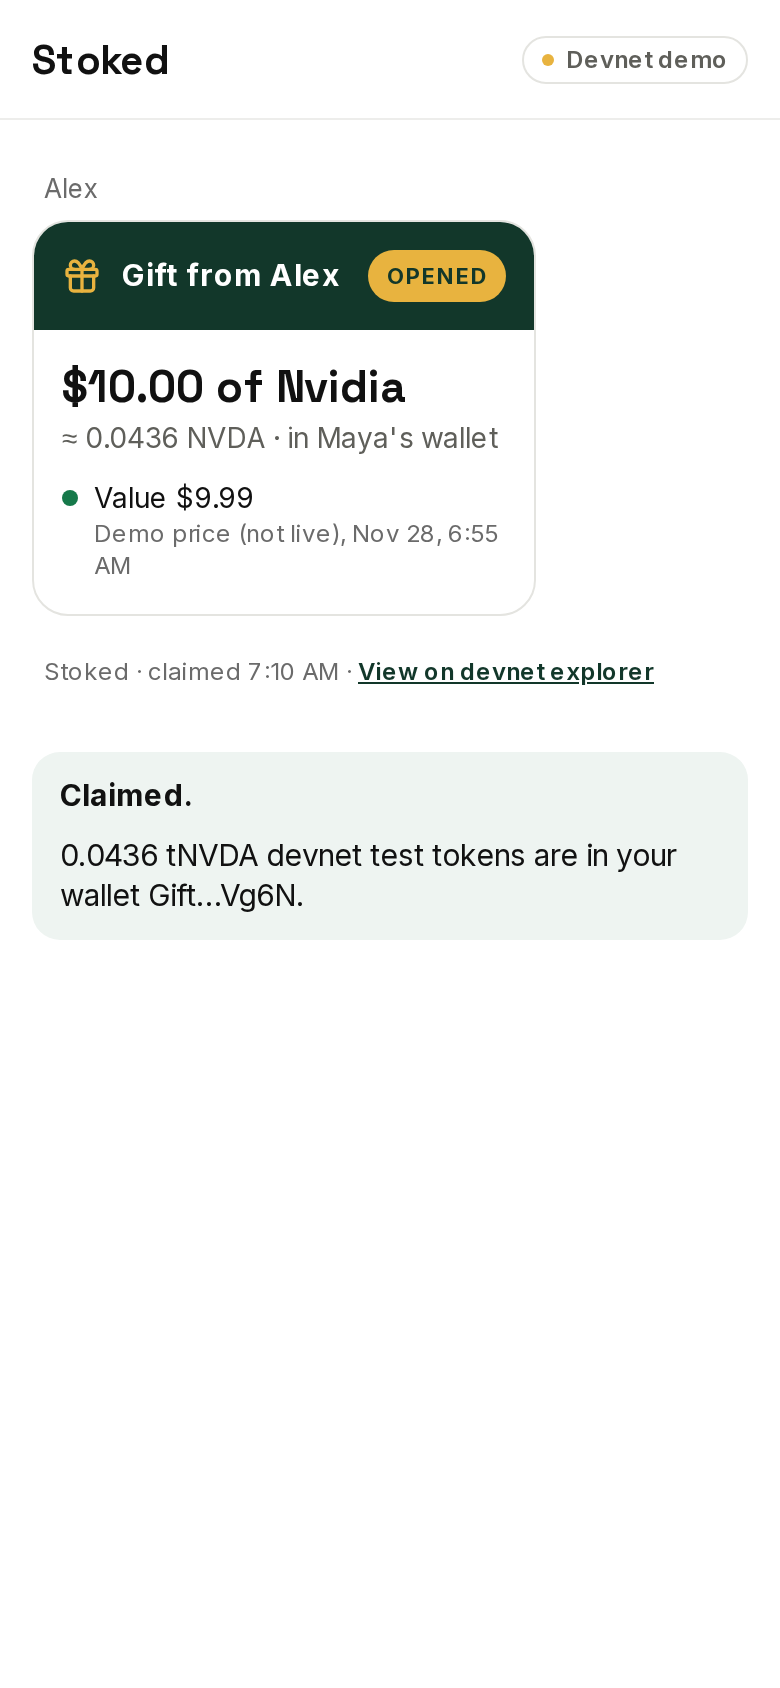 Stoked
Devnet demo
Alex
Gift from Alex
OPENED
$10.00 of Nvidia
≈ 0.0436 NVDA · in Maya's wallet
Value $9.99
Demo price (not live), Nov 28, 6:55
AM
Stoked · claimed 7:10 AM · View on devnet explorer
Claimed.
0.0436 tNVDA devnet test tokens are in your
wallet Gift…Vg6N.